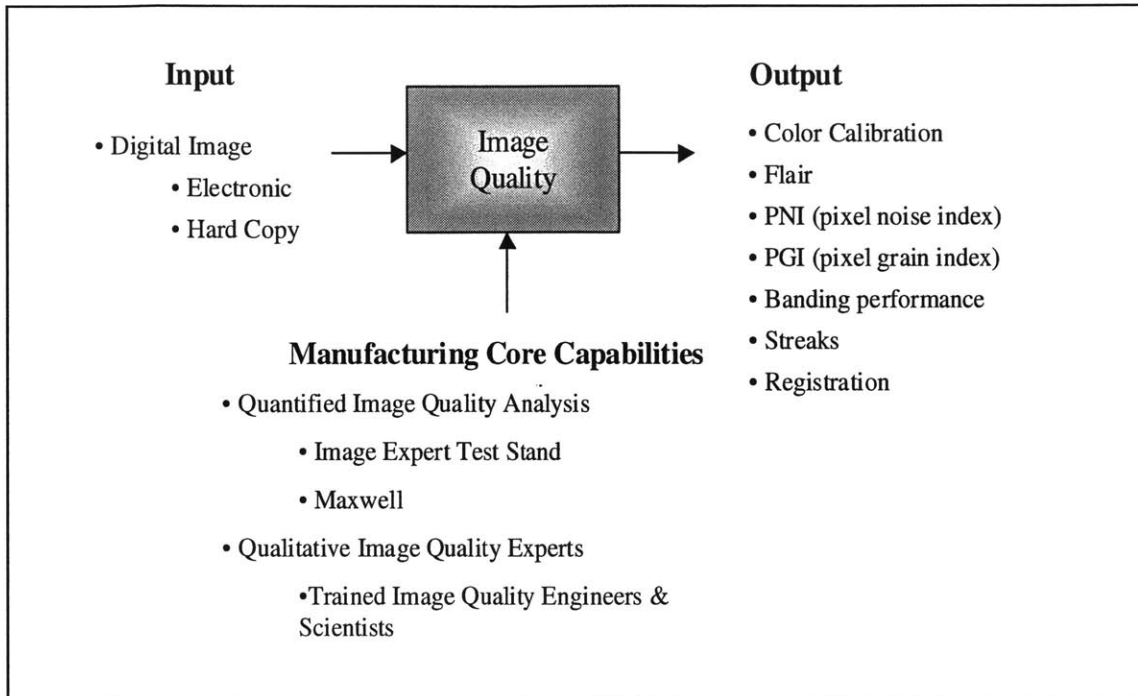 Input
• Digital Image
• Electronic
• Hard Copy
Image
Quality
Output
• Color Calibration
• Flair
• PNI (pixel noise index)
• PGI (pixel grain index)
• Banding performance
• Streaks
• Registration
Manufacturing Core Capabilities
• Quantified Image Quality Analysis
• Image Expert Test Stand
• Maxwell
• Qualitative Image Quality Experts
•Trained Image Quality Engineers &
Scientists